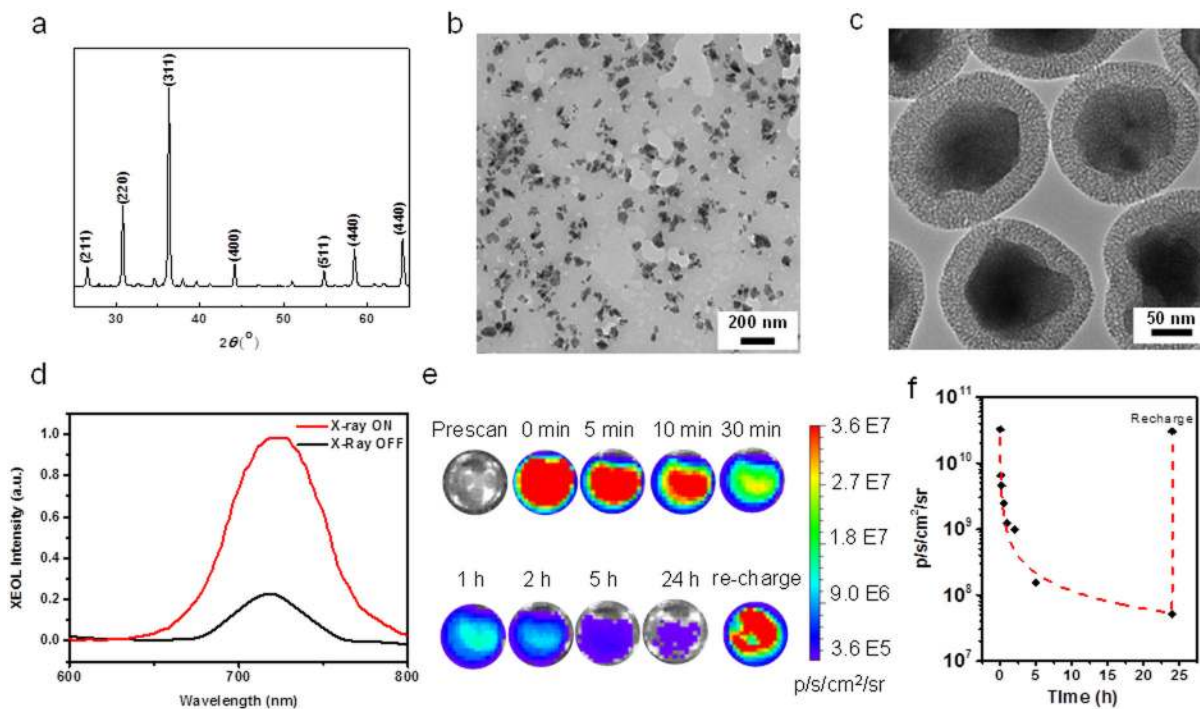 a
(211)
(220)
(311)
(400)
(511)
(440)
(440)
30
40
50
60
2θ(°)
b
200 nm
c
50 nm
d
XEOL Intensity (a.u.)
1.0
0.8
0.6
0.4
0.2
0.0
X-ray ON
X-Ray OFF
600
700
800
Wavelength (nm)
e
Prescan 0 min 5 min 10 min 30 min
1 h 2 h 5 h 24 h re-charge
3.6 E7
2.7 E7
1.8 E7
9.0 E6
3.6 E5
p/s/cm²/sr
f
p/s/cm²/sr
10¹¹
10¹⁰
10⁹
10⁸
10⁷
Recharge
0 5 10 15 20 25
Time (h)